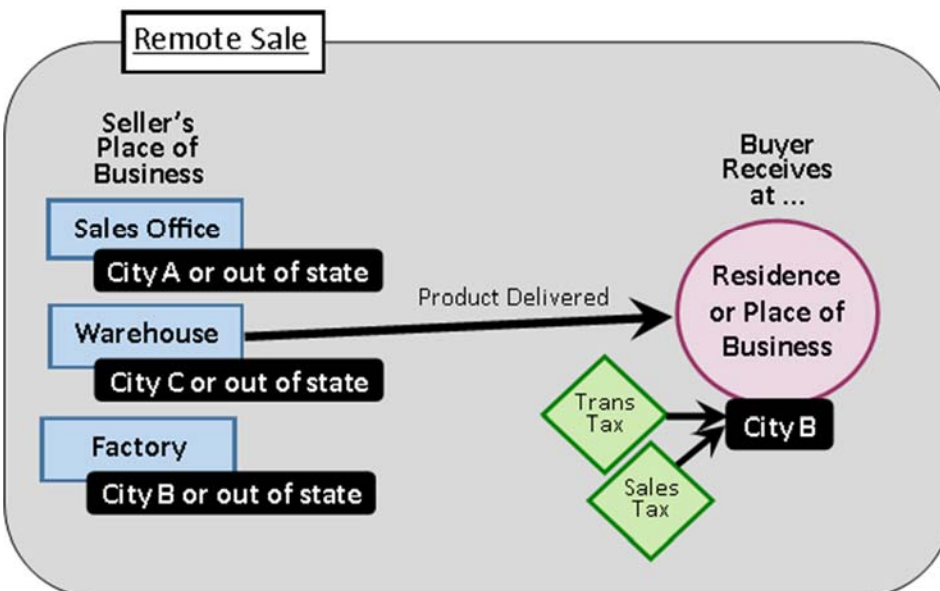 Remote Sale
Seller's
Place of
Business
Sales Office
City A or out of state
Warehouse
City C or out of state
Factory
City B or out of state
Product Delivered
Buyer
Receives
at ...
Residence
or Place of
Business
City B
Trans
Tax
Sales
Tax